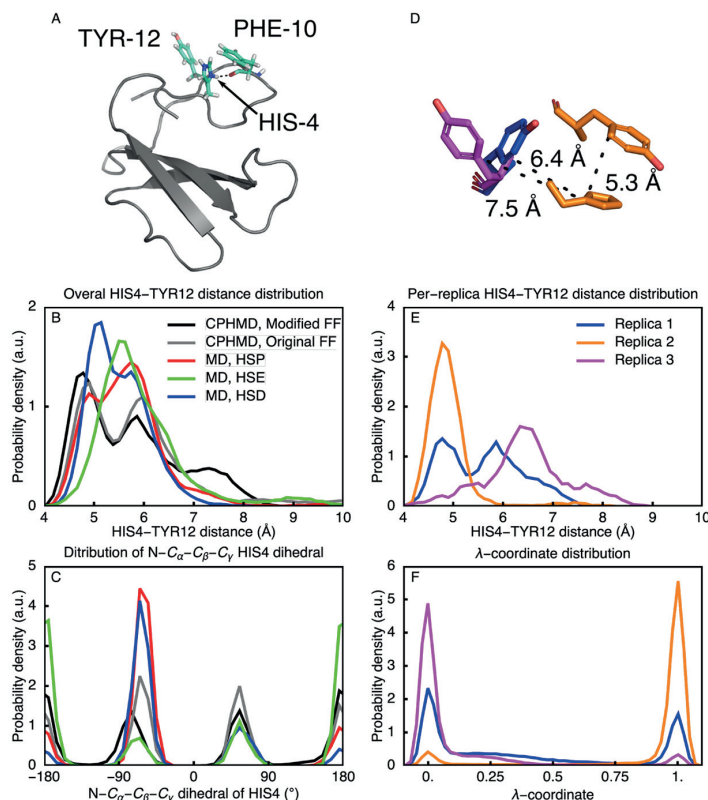 A
TYR-12
PHE-10
HIS-4
D
6.4 Å
5.3 Å
7.5 Å
Overall HIS4–TYR12 distance distribution
B
CPHMD, Modified FF
CPHMD, Original FF
MD, HSP
MD, HSE
MD, HSD
Probability density (a.u.)
2
1
0
4 5 6 7 8 9 10
HIS4–TYR12 distance (Å)
Per-replica HIS4–TYR12 distance distribution
E
Replica 1
Replica 2
Replica 3
Probability density (a.u.)
4
3
2
1
0
4 5 6 7 8 9 10
HIS4–TYR12 distance (Å)
Ditribution of N–Cα–Cβ–Cγ HIS4 dihedral
C
Probability density (a.u.)
5
4
3
2
1
0
−180 −90 0 90 180
N–Cα–Cβ–Cγ dihedral of HIS4 (°)
λ-coordinate distribution
F
Probability density (a.u.)
6
5
4
3
2
1
0
0. 0.25 0.5 0.75 1.
λ-coordinate